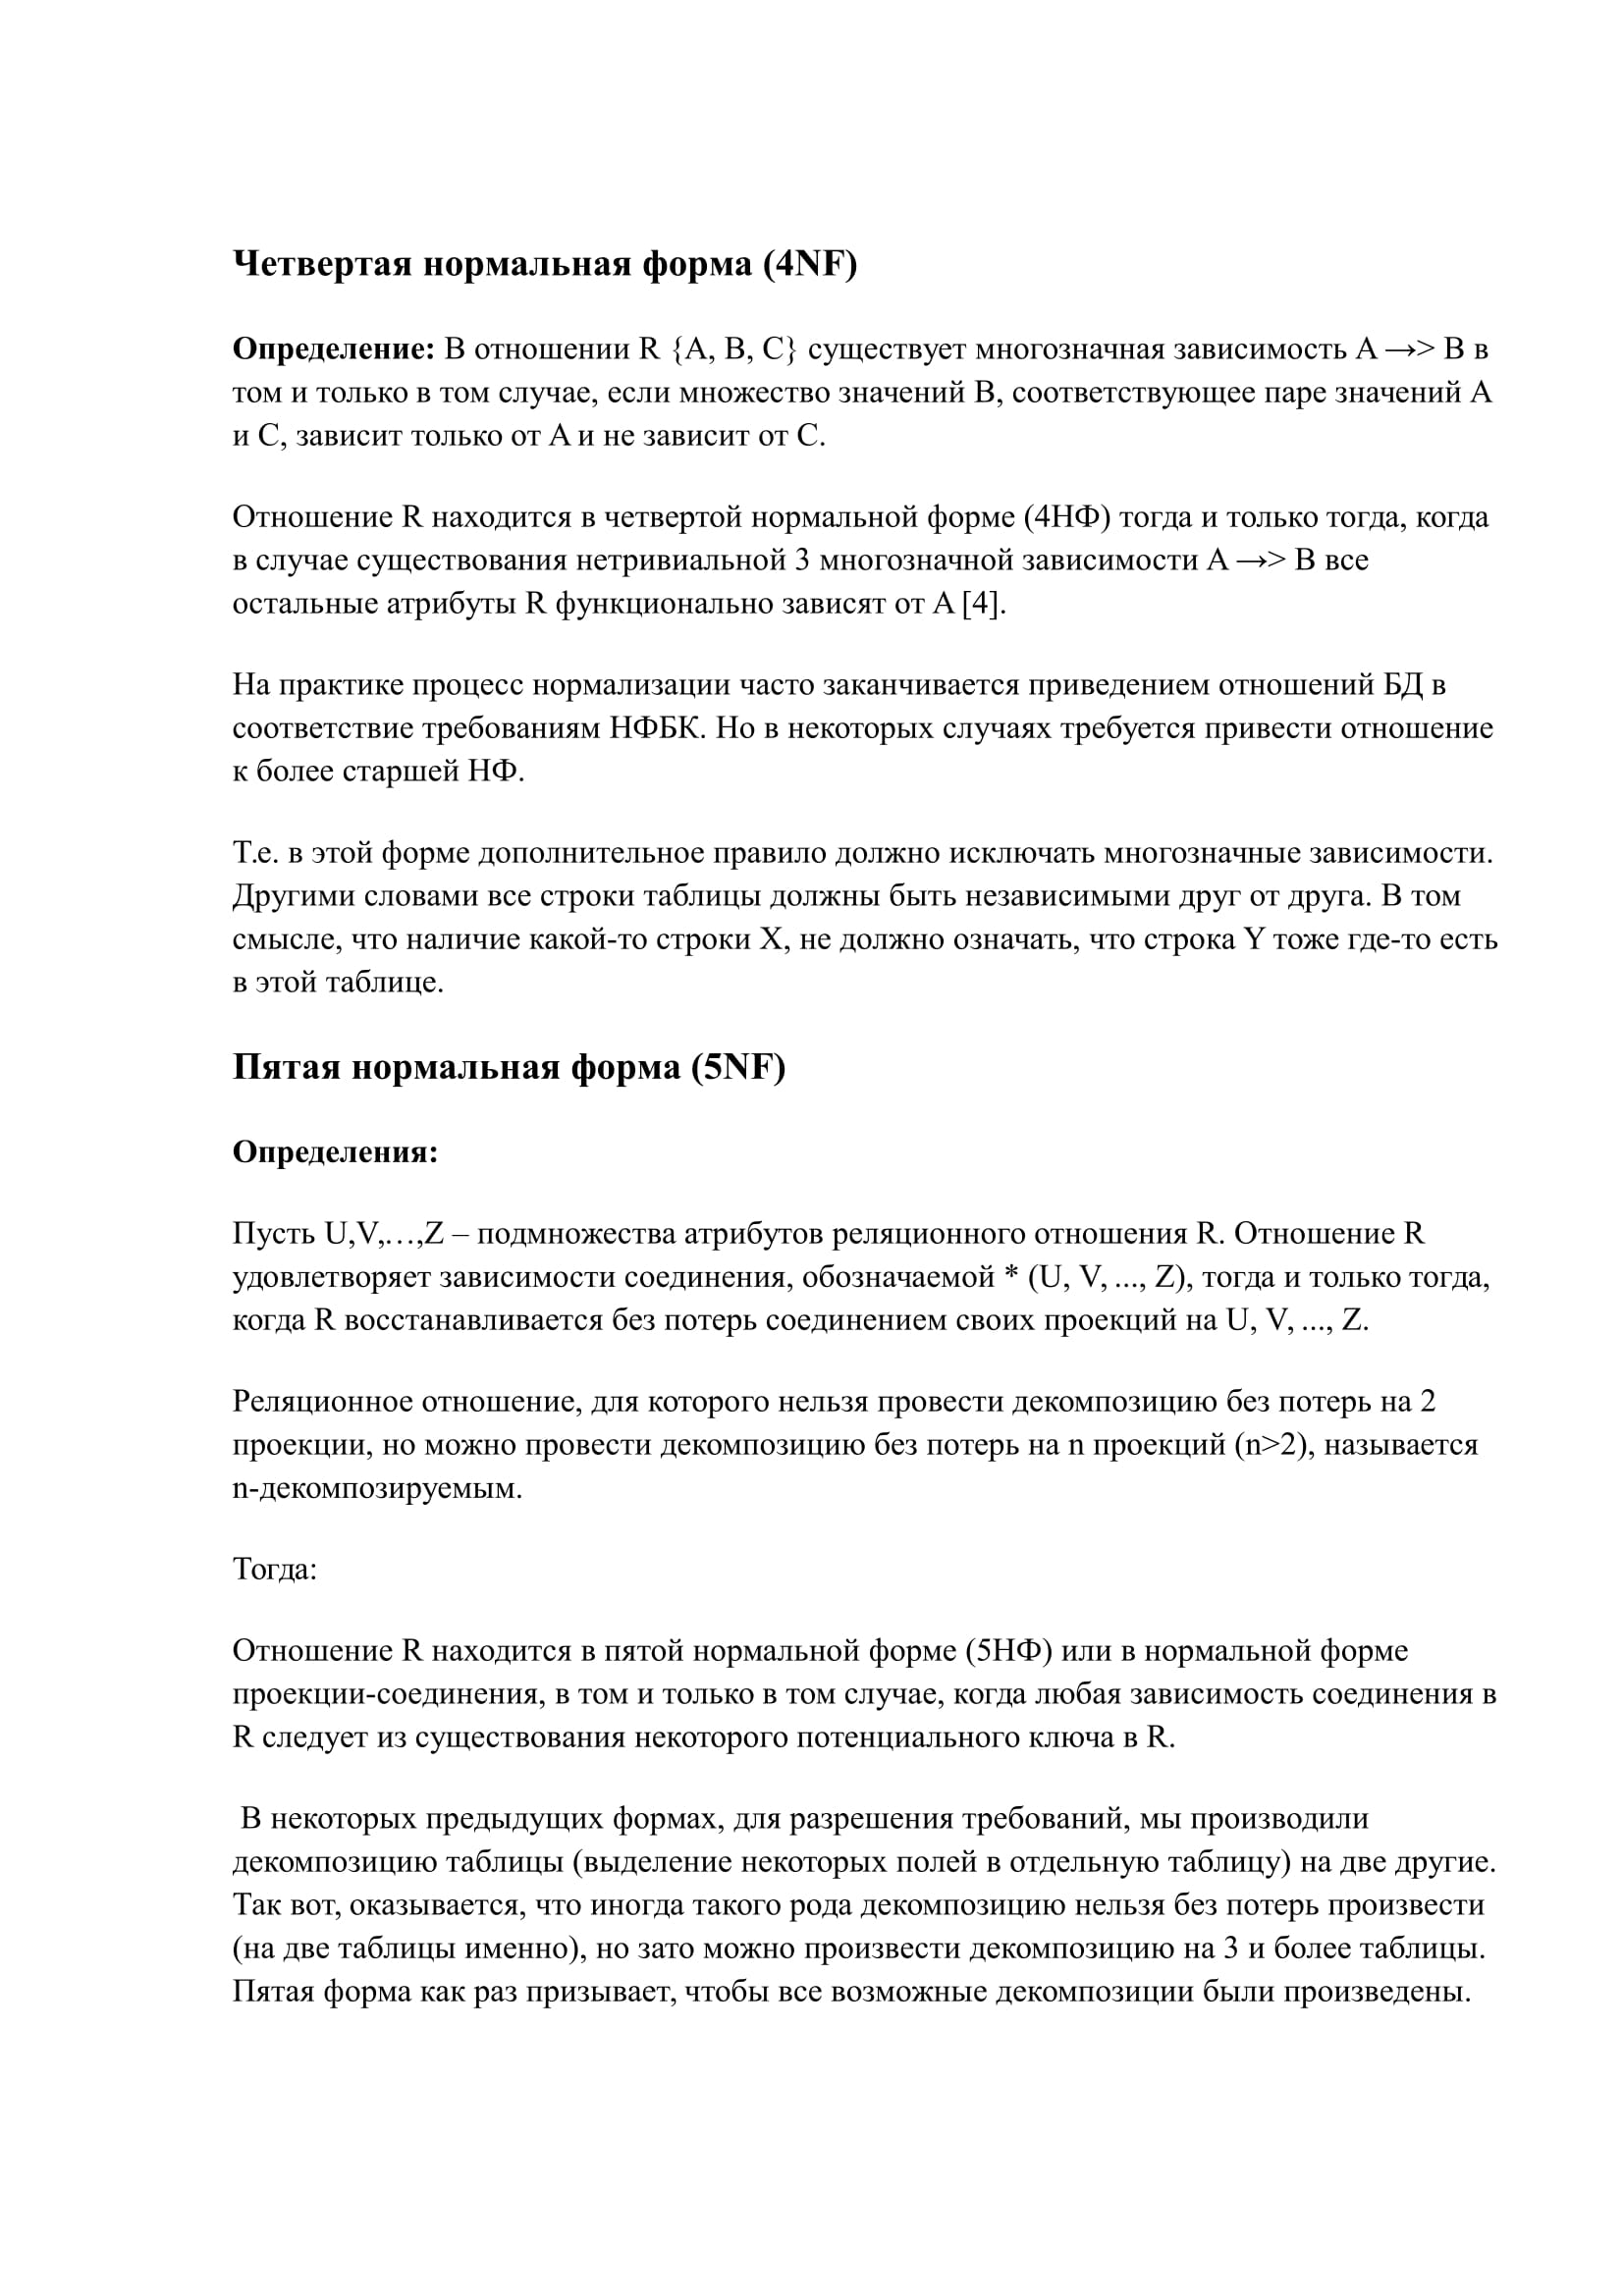 Четвертая нормальная форма (4NF)
Определение: В отношении R {A, B, C} существует многозначная зависимость A →> B в
том и только в том случае, если множество значений B, соответствующее паре значений A
и C, зависит только от A и не зависит от C.
Отношение R находится в четвертой нормальной форме (4НФ) тогда и только тогда, когда
в случае существования нетривиальной 3 многозначной зависимости A →> B все
остальные атрибуты R функционально зависят от A [4].
На практике процесс нормализации часто заканчивается приведением отношений БД в
соответствие требованиям НФБК. Но в некоторых случаях требуется привести отношение
к более старшей НФ.
Т.е. в этой форме дополнительное правило должно исключать многозначные зависимости.
Другими словами все строки таблицы должны быть независимыми друг от друга. В том
смысле, что наличие какой-то строки X, не должно означать, что строка Y тоже где-то есть
в этой таблице.
Пятая нормальная форма (5NF)
Определения:
Пусть U,V,…,Z – подмножества атрибутов реляционного отношения R. Отношение R
удовлетворяет зависимости соединения, обозначаемой * (U, V, ..., Z), тогда и только тогда,
когда R восстанавливается без потерь соединением своих проекций на U, V, ..., Z.
Реляционное отношение, для которого нельзя провести декомпозицию без потерь на 2
проекции, но можно провести декомпозицию без потерь на n проекций (n>2), называется
n-декомпозируемым.
Тогда:
Отношение R находится в пятой нормальной форме (5НФ) или в нормальной форме
проекции-соединения, в том и только в том случае, когда любая зависимость соединения в
R следует из существования некоторого потенциального ключа в R.
В некоторых предыдущих формах, для разрешения требований, мы производили
декомпозицию таблицы (выделение некоторых полей в отдельную таблицу) на две другие.
Так вот, оказывается, что иногда такого рода декомпозицию нельзя без потерь произвести
(на две таблицы именно), но зато можно произвести декомпозицию на 3 и более таблицы.
Пятая форма как раз призывает, чтобы все возможные декомпозиции были произведены.